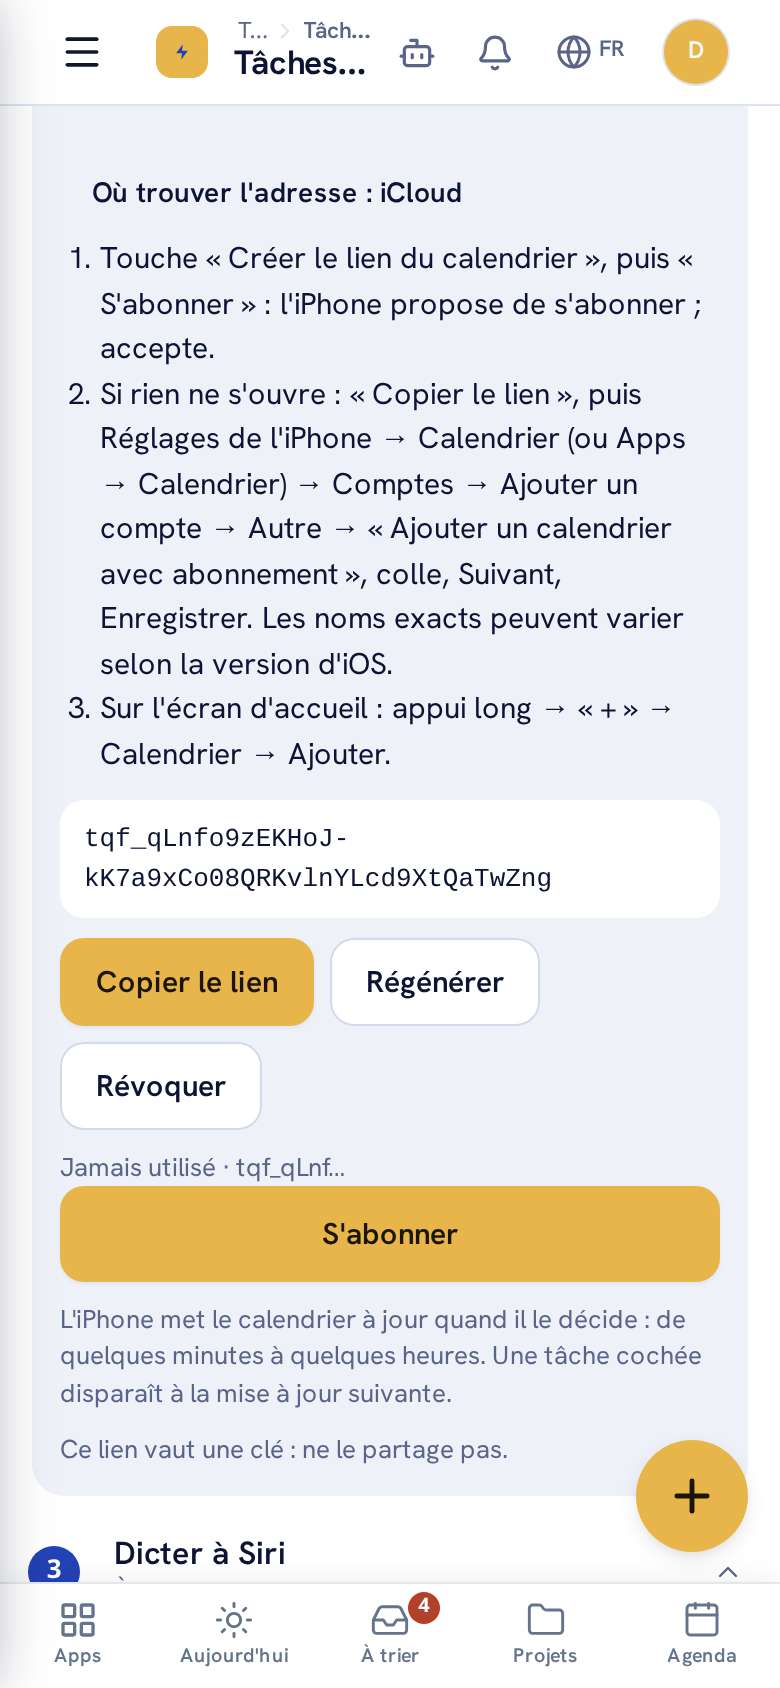 T... > Tâch...
Tâches...
FR
D
Où trouver l'adresse : iCloud
1. Touche « Créer le lien du calendrier », puis «
S'abonner » : l'iPhone propose de s'abonner ;
accepte.
2. Si rien ne s'ouvre : « Copier le lien », puis
Réglages de l'iPhone → Calendrier (ou Apps
→ Calendrier) → Comptes → Ajouter un
compte → Autre → « Ajouter un calendrier
avec abonnement », colle, Suivant,
Enregistrer. Les noms exacts peuvent varier
selon la version d'iOS.
3. Sur l'écran d'accueil : appui long → « + » →
Calendrier → Ajouter.
tqf_qLnfo9zEKHoJ-
kK7a9xCo08QRKvlnYLcd9XtQaTwZng
Copier le lien
Régénérer
Révoquer
Jamais utilisé · tqf_qLnf...
S'abonner
L'iPhone met le calendrier à jour quand il le décide : de
quelques minutes à quelques heures. Une tâche cochée
disparaît à la mise à jour suivante.
Ce lien vaut une clé : ne le partage pas.
3
Dicter à Siri
4
Apps
Aujourd'hui
À trier
Projets
Agenda